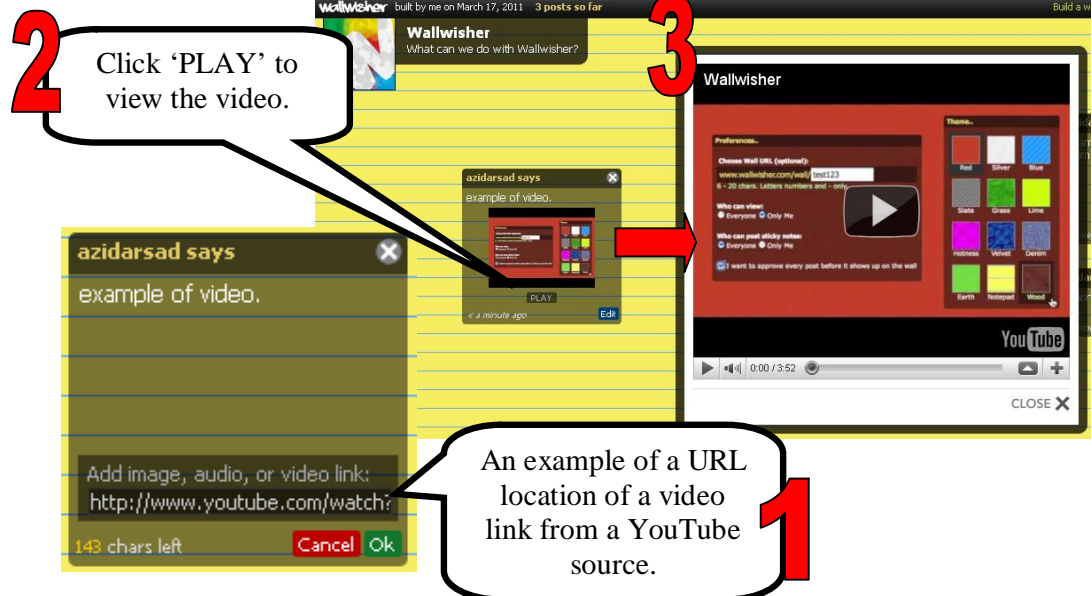 wallwisher built by me on March 17, 2011 3 posts so far
Build a w
Wallwisher
What can we do with Wallwisher?
2
Click ‘PLAY’ to
view the video.
3
Wallwisher
Preferences..
Choose Wall URL (optional):
www.wallwisher.com/wall/ test123
6 - 20 chars. Letters numbers and - only.
Who can view:
Everyone Only Me
Who can post sticky notes:
Everyone Only Me
I want to approve every post before it shows up on the wall
Theme..
Red Silver Blue
Slate Grass Lime
Hotness Velvet Denim
Earth Notepad Wood
YouTube
0:00 / 3:52
CLOSE X
azidarsad says
example of video.
PLAY
< a minute ago Edit
azidarsad says
example of video.
Add image, audio, or video link:
http://www.youtube.com/watch?
143 chars left Cancel Ok
An example of a URL
location of a video
link from a YouTube
source.
1